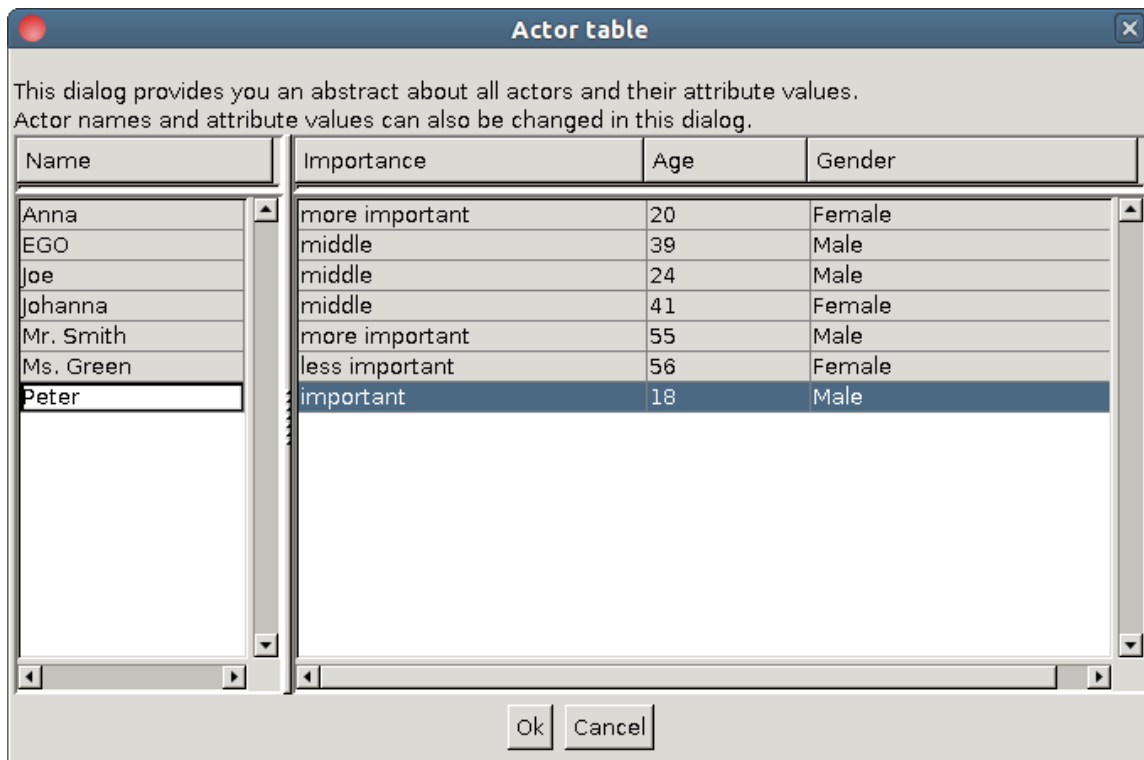 Actor table
This dialog provides you an abstract about all actors and their attribute values.
Actor names and attribute values can also be changed in this dialog.
Name Importance Age Gender
Anna more important 20 Female
EGO middle 39 Male
Joe middle 24 Male
Johanna middle 41 Female
Mr. Smith more important 55 Male
Ms. Green less important 56 Female
Peter important 18 Male
Ok Cancel